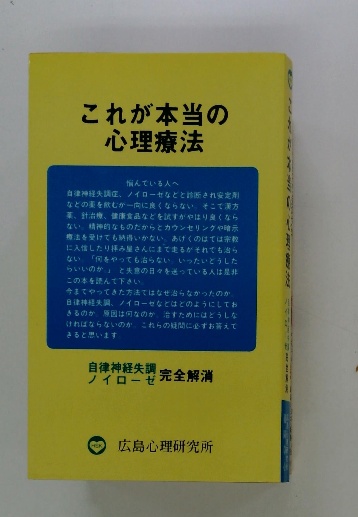 これが本当の
心理療法
悩んでいる人へ
自律神経失調症、ノイローゼなどと診断され安定剤
などの薬を飲むが一向に良くならない。そこで漢方
薬、針治療、健康食品などを試すがやはり良くなら
ない。精神的なものだからとカウンセリングや暗示
療法を受けても納得いかない。あげくのはては宗教
に入信したり拝み屋さんにまで走るがそれでも治ら
ない。「何をやっても治らない、いったいどうした
らいいのか」と失意の日々を送っている人は是非
この本を読んで下さい。
今までやってきた方法ではなぜ治らなかったのか、
自律神経失調、ノイローゼなどはどのようにしてお
きるのか、原因は何なのか、治すためにはどうしな
ければならないのか、これらの疑問に必ずお答えで
きると思います。
自律神経失調
ノイローゼ 完全解消
広島心理研究所
これが本当の心理療法